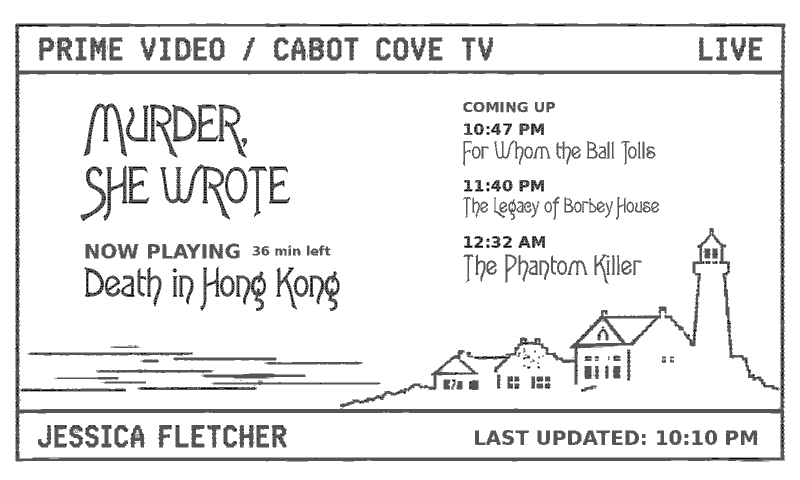 PRIME VIDEO / CABOT COVE TV
LIVE
MURDER,
SHE WROTE
NOW PLAYING 36 min left
Death in Hong Kong
COMING UP
10:47 PM
For Whom the Ball Tolls
11:40 PM
The Legacy of Borbey House
12:32 AM
The Phantom Killer
JESSICA FLETCHER
LAST UPDATED: 10:10 PM